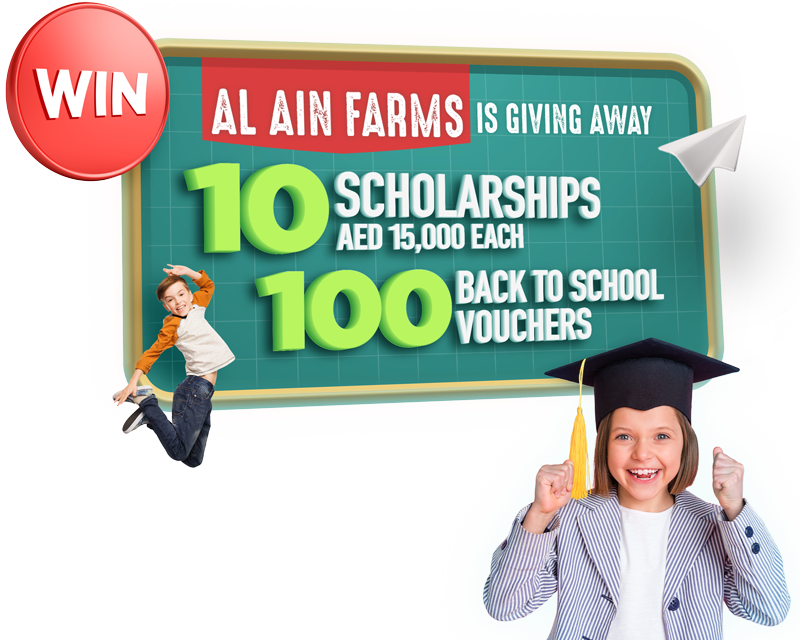 WIN
AL AIN FARMS IS GIVING AWAY
10 SCHOLARSHIPS
AED 15,000 EACH
100 BACK TO SCHOOL
VOUCHERS